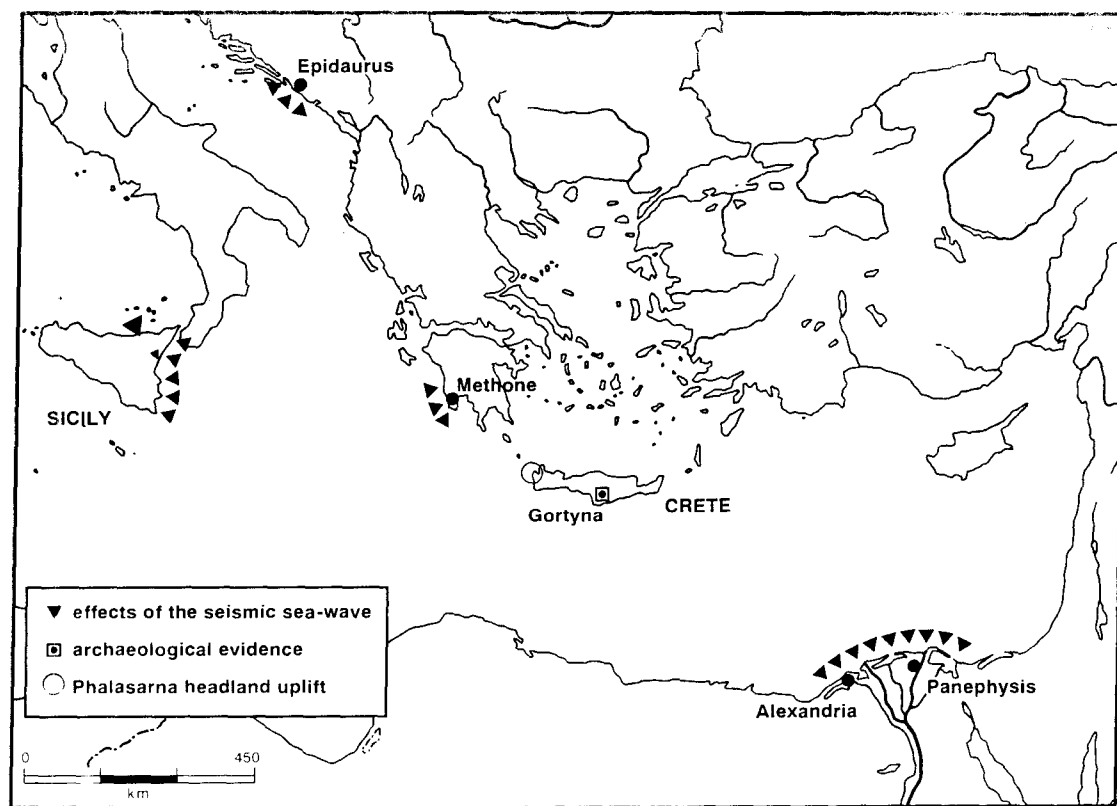 Epidaurus
Methone
SICILY
Gortyna
CRETE
effects of the seismic sea-wave
archaeological evidence
Phalasarna headland uplift
Panephysis
Alexandria
0 450
km